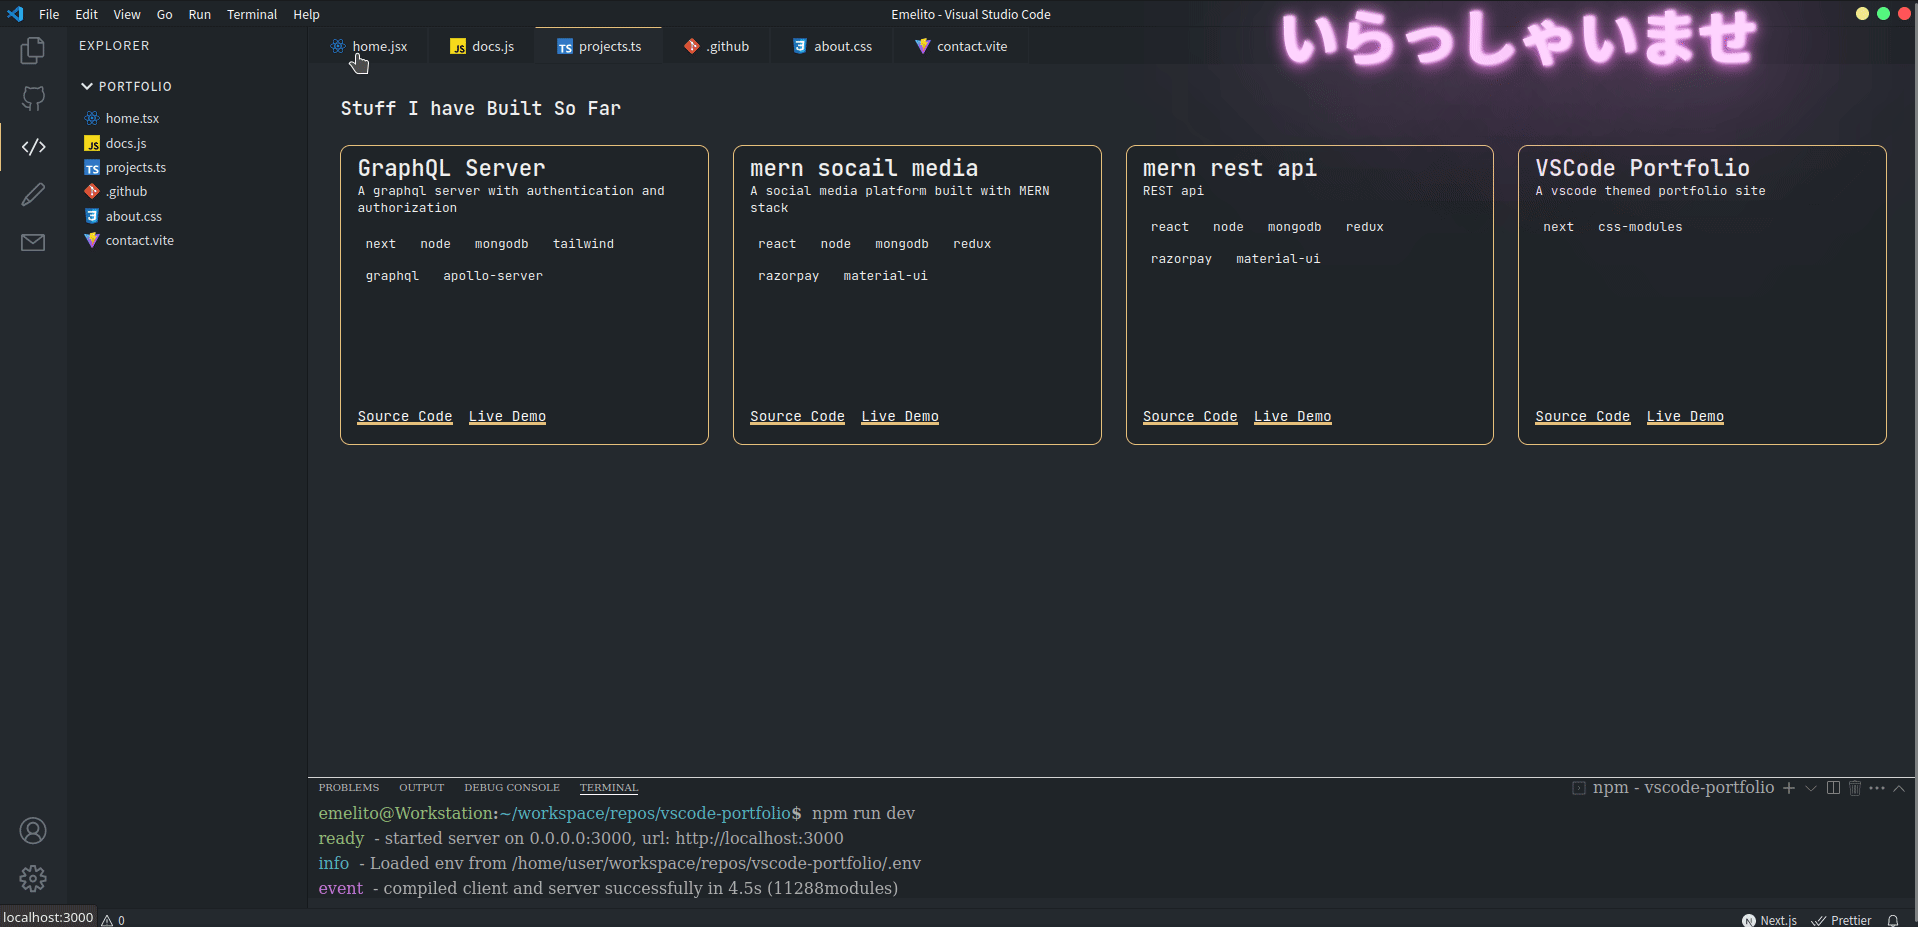 File Edit View Go Run Terminal Help
Emelito - Visual Studio Code
いらっしゃいませ
EXPLORER
PORTFOLIO
home.tsx
docs.js
projects.ts
.github
about.css
contact.vite
home.jsx docs.js projects.ts .github about.css contact.vite
Stuff I have Built So Far
GraphQL Server
A graphql server with authentication and
authorization
next node mongodb tailwind
graphql apollo-server
Source Code Live Demo
mern socail media
A social media platform built with MERN
stack
react node mongodb redux
razorpay material-ui
Source Code Live Demo
mern rest api
REST api
react node mongodb redux
razorpay material-ui
Source Code Live Demo
VSCode Portfolio
A vscode themed portfolio site
next css-modules
Source Code Live Demo
PROBLEMS OUTPUT DEBUG CONSOLE TERMINAL
npm - vscode-portfolio
emelito@Workstation:~/workspace/repos/vscode-portfolio$ npm run dev
ready - started server on 0.0.0.0:3000, url: http://localhost:3000
info - Loaded env from /home/user/workspace/repos/vscode-portfolio/.env
event - compiled client and server successfully in 4.5s (11288modules)
localhost:3000 0
Next.js Prettier